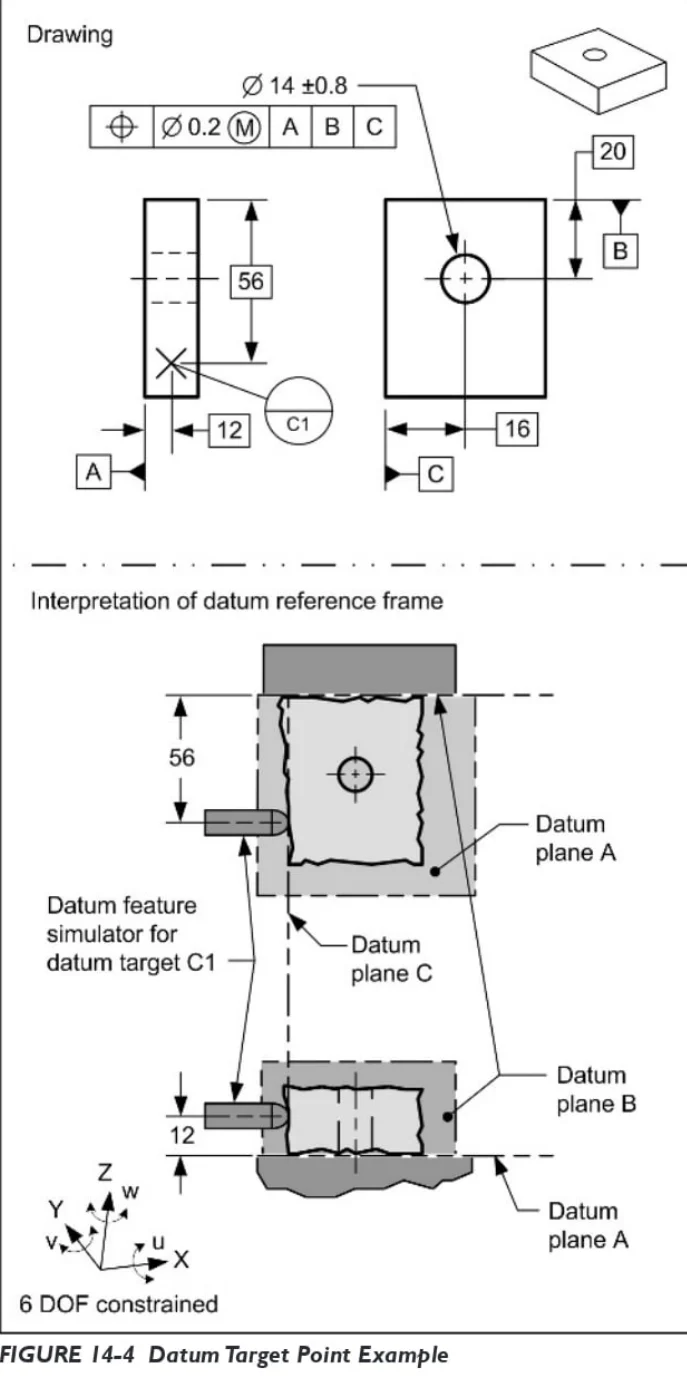 Drawing
Ø 14 ±0.8
⌖ Ø 0.2 Ⓜ A B C
20
B
56
C1
12
16
A
C
Interpretation of datum reference frame
56
Datum
plane A
Datum feature
simulator for
datum target C1
Datum
plane C
Datum
plane B
12
Z
w
Y
v
u
X
Datum
plane A
6 DOF constrained
FIGURE 14-4 Datum Target Point Example